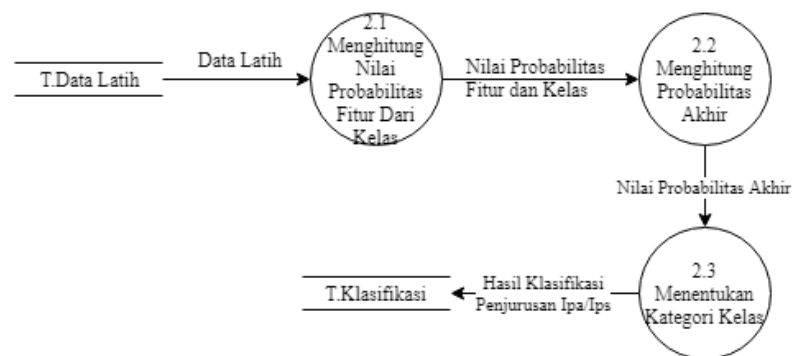 T.Data Latih
Data Latih
2.1
Menghitung
Nilai
Probabilitas
Fitur Dari
Kelas
Nilai Probabilitas
Fitur dan Kelas
2.2
Menghitung
Probabilitas
Akhir
Nilai Probabilitas Akhir
2.3
Menentukan
Kategori Kelas
Hasil Klasifikasi
Penjurusan Ipa/Ips
T.Klasifikasi